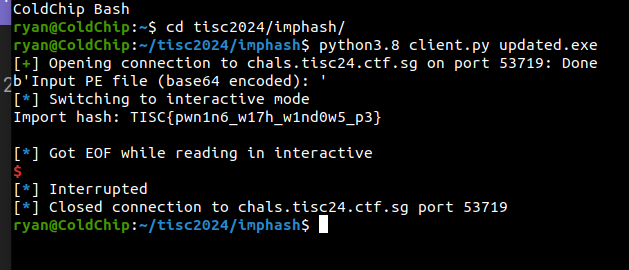 ColdChip Bash
ryan@ColdChip:~$ cd tisc2024/imphash/
ryan@ColdChip:~/tisc2024/imphash$ python3.8 client.py updated.exe
[+] Opening connection to chals.tisc24.ctf.sg on port 53719: Done
b'Input PE file (base64 encoded): '
[*] Switching to interactive mode
Import hash: TISC{pwn1n6_w17h_w1nd0w5_p3}
[*] Got EOF while reading in interactive
$
[*] Interrupted
[*] Closed connection to chals.tisc24.ctf.sg port 53719
ryan@ColdChip:~/tisc2024/imphash$